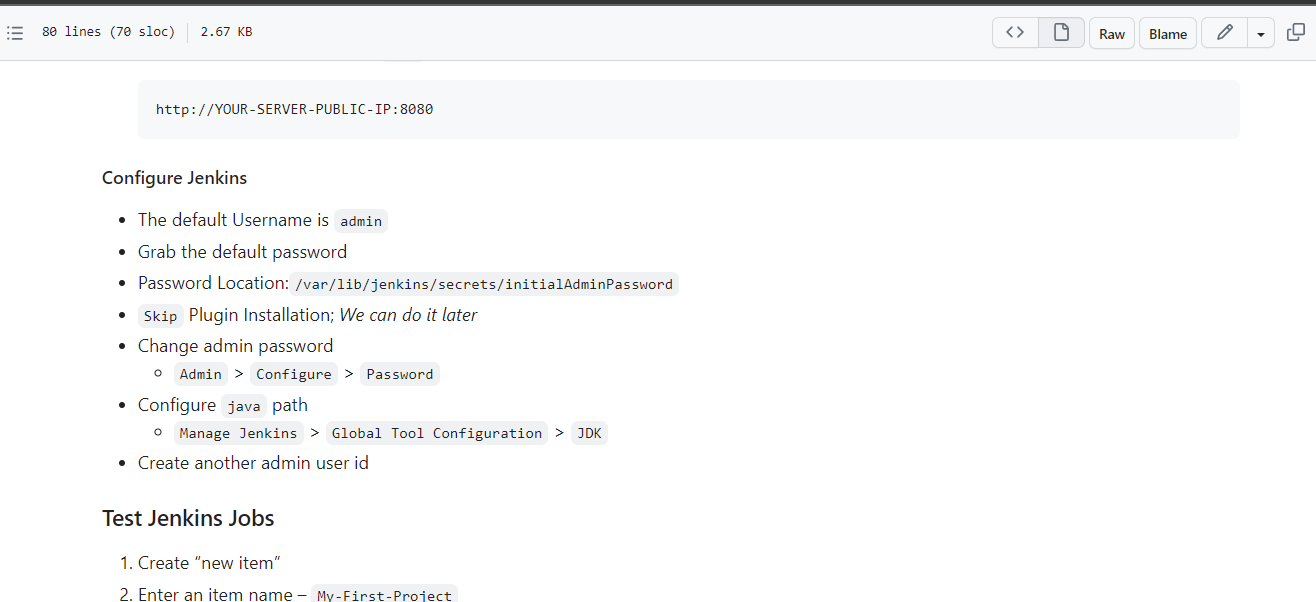 80 lines (70 sloc) 2.67 KB
Raw Blame
http://YOUR-SERVER-PUBLIC-IP:8080
Configure Jenkins
The default Username is admin
Grab the default password
Password Location: /var/lib/jenkins/secrets/initialAdminPassword
Skip Plugin Installation; We can do it later
Change admin password
Admin > Configure > Password
Configure java path
Manage Jenkins > Global Tool Configuration > JDK
Create another admin user id
Test Jenkins Jobs
1. Create “new item”
2. Enter an item name – My-First-Project